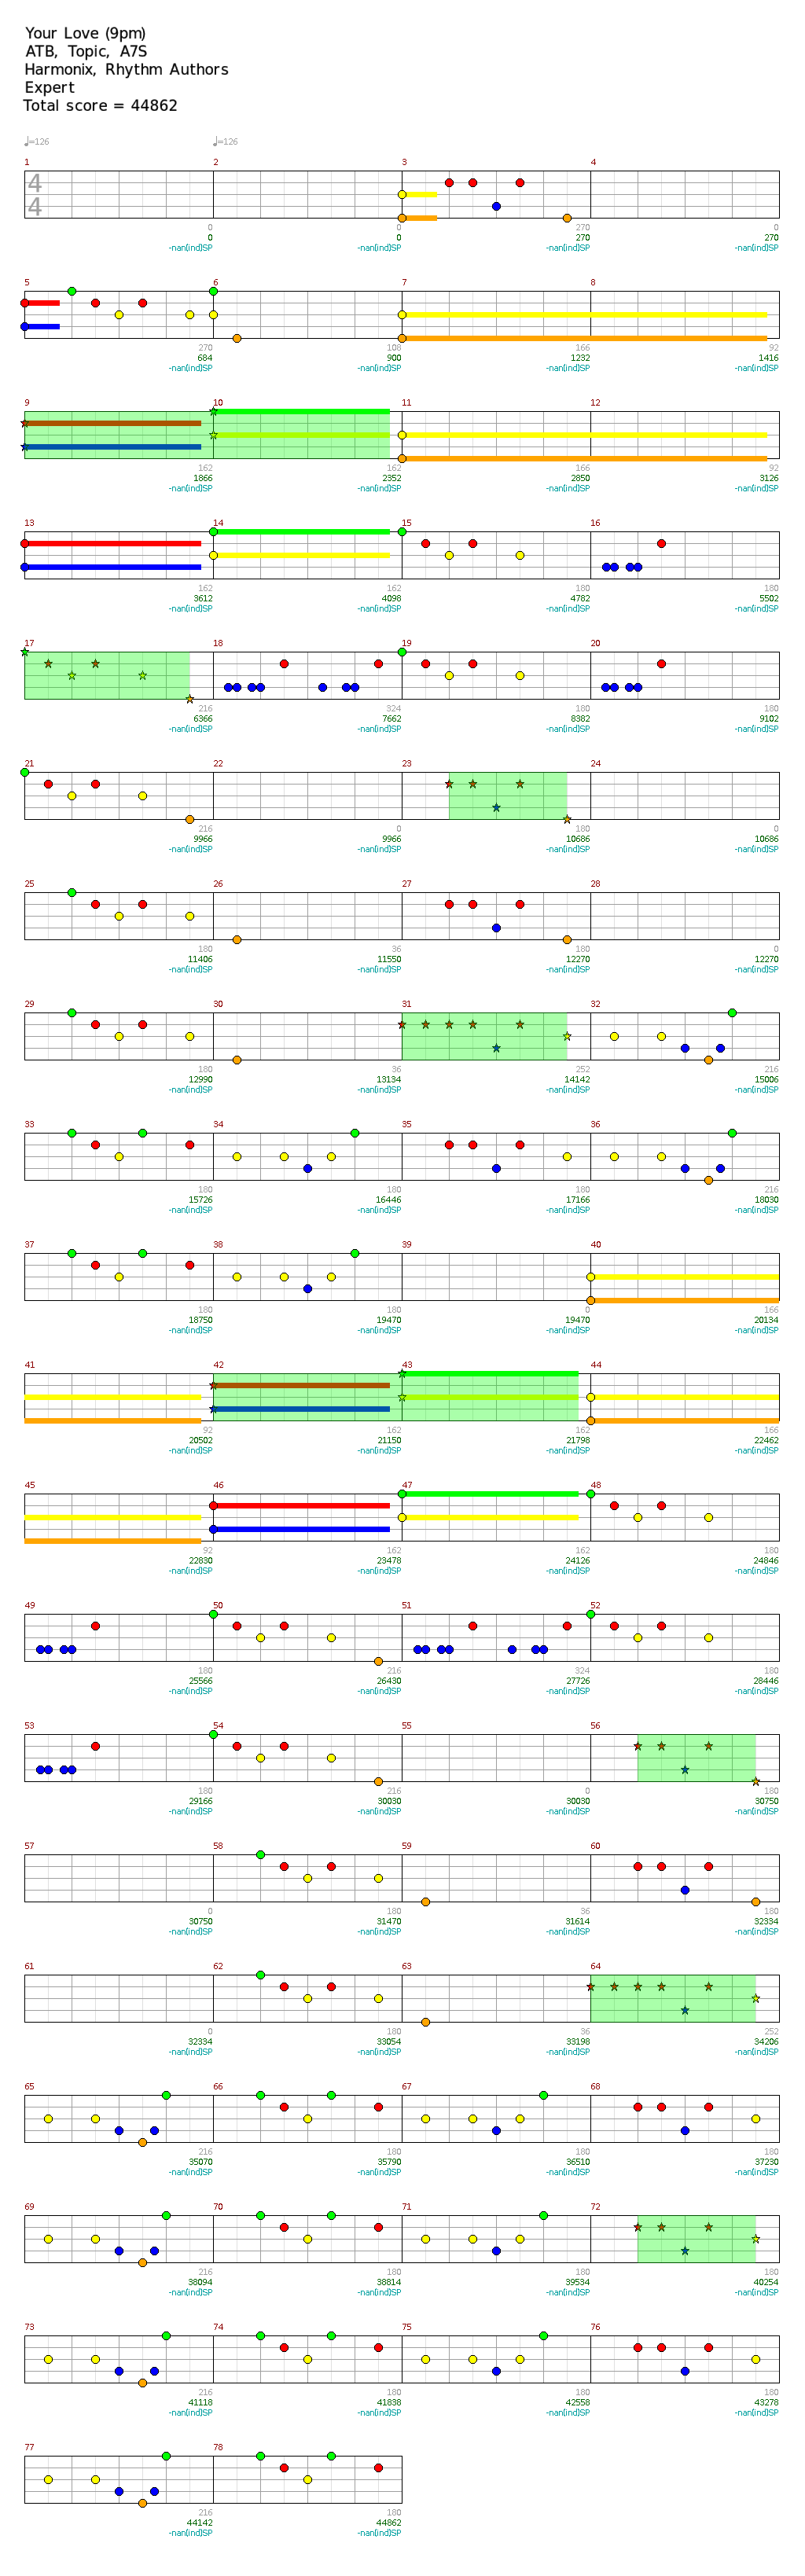 Your Love (9pm)
ATB, Topic, A7S
Harmonix, Rhythm Authors
Expert
Total score = 44862
♩=126 ♩=126
1 2 3 4
4
4
0 0 270 0
0 0 270 270
-nan(ind)SP -nan(ind)SP -nan(ind)SP -nan(ind)SP
5 6 7 8
270 108 166 92
684 900 1232 1416
-nan(ind)SP -nan(ind)SP -nan(ind)SP -nan(ind)SP
9 10 11 12
162 162 166 92
1866 2352 2850 3126
-nan(ind)SP -nan(ind)SP -nan(ind)SP -nan(ind)SP
13 14 15 16
162 162 180 180
3612 4098 4782 5502
-nan(ind)SP -nan(ind)SP -nan(ind)SP -nan(ind)SP
17 18 19 20
216 324 180 180
6366 7662 8382 9102
-nan(ind)SP -nan(ind)SP -nan(ind)SP -nan(ind)SP
21 22 23 24
216 0 180 0
9966 9966 10686 10686
-nan(ind)SP -nan(ind)SP -nan(ind)SP -nan(ind)SP
25 26 27 28
180 36 180 0
11406 11550 12270 12270
-nan(ind)SP -nan(ind)SP -nan(ind)SP -nan(ind)SP
29 30 31 32
180 36 252 216
12990 13134 14142 15006
-nan(ind)SP -nan(ind)SP -nan(ind)SP -nan(ind)SP
33 34 35 36
180 180 180 216
15726 16446 17166 18030
-nan(ind)SP -nan(ind)SP -nan(ind)SP -nan(ind)SP
37 38 39 40
180 180 0 166
18750 19470 19470 20134
-nan(ind)SP -nan(ind)SP -nan(ind)SP -nan(ind)SP
41 42 43 44
92 162 162 166
20502 21150 21798 22462
-nan(ind)SP -nan(ind)SP -nan(ind)SP -nan(ind)SP
45 46 47 48
92 162 162 180
22830 23478 24126 24846
-nan(ind)SP -nan(ind)SP -nan(ind)SP -nan(ind)SP
49 50 51 52
180 216 324 180
25566 26430 27726 28446
-nan(ind)SP -nan(ind)SP -nan(ind)SP -nan(ind)SP
53 54 55 56
180 216 0 180
29166 30030 30030 30750
-nan(ind)SP -nan(ind)SP -nan(ind)SP -nan(ind)SP
57 58 59 60
0 180 36 180
30750 31470 31614 32334
-nan(ind)SP -nan(ind)SP -nan(ind)SP -nan(ind)SP
61 62 63 64
0 180 36 252
32334 33054 33198 34206
-nan(ind)SP -nan(ind)SP -nan(ind)SP -nan(ind)SP
65 66 67 68
216 180 180 180
35070 35790 36510 37230
-nan(ind)SP -nan(ind)SP -nan(ind)SP -nan(ind)SP
69 70 71 72
216 180 180 180
38094 38814 39534 40254
-nan(ind)SP -nan(ind)SP -nan(ind)SP -nan(ind)SP
73 74 75 76
216 180 180 180
41118 41838 42558 43278
-nan(ind)SP -nan(ind)SP -nan(ind)SP -nan(ind)SP
77 78
216 180
44142 44862
-nan(ind)SP -nan(ind)SP